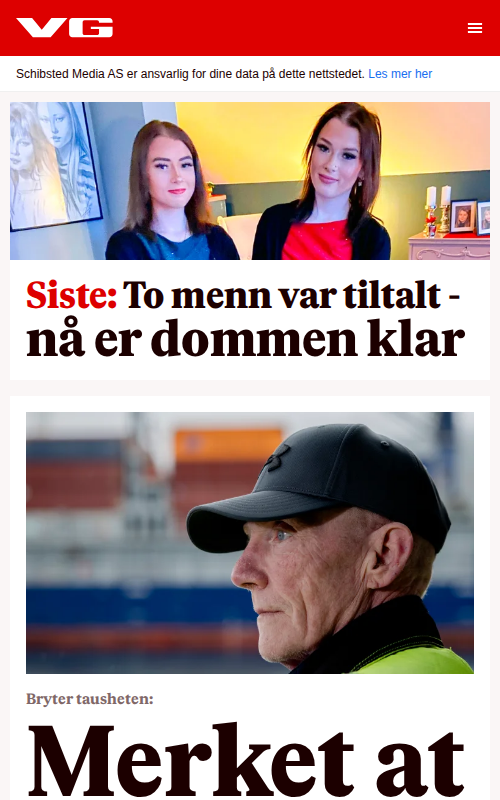 VG
Schibsted Media AS er ansvarlig for dine data på dette nettstedet. Les mer her
Siste: To menn var tiltalt -
nå er dommen klar
Bryter tausheten:
Merket at